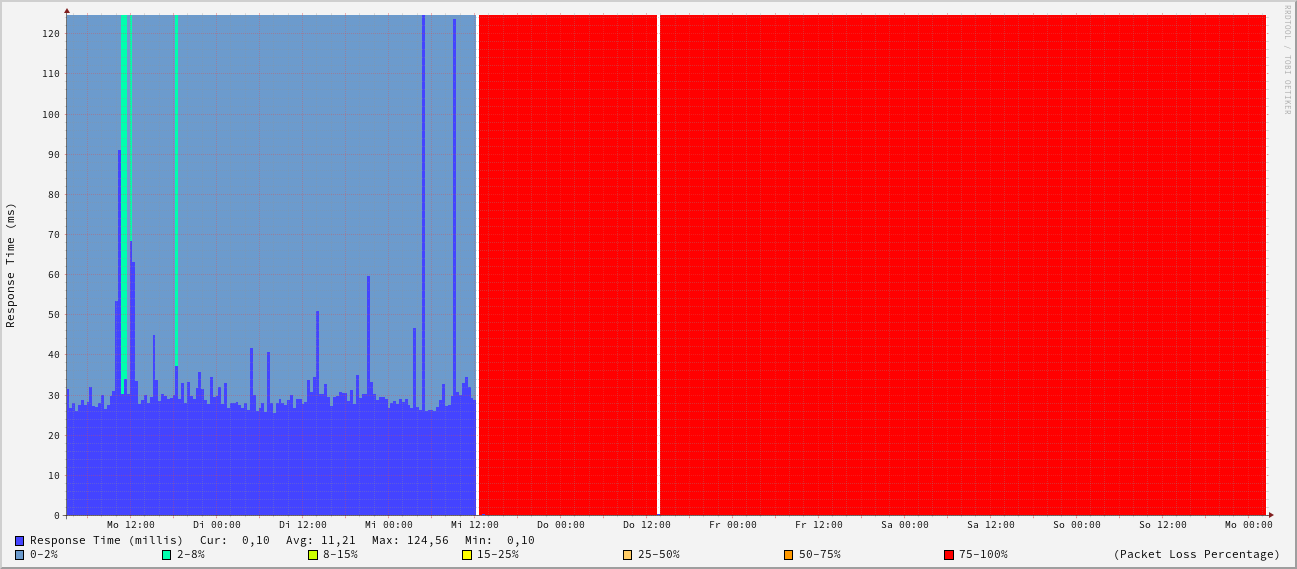 RRDTOOL / TOBI OETIKER
Response Time (ms)
120
110
100
90
80
70
60
50
40
30
20
10
0
Mo 12:00 Di 00:00 Di 12:00 Mi 00:00 Mi 12:00 Do 00:00 Do 12:00 Fr 00:00 Fr 12:00 Sa 00:00 Sa 12:00 So 00:00 So 12:00 Mo 00:00
Response Time (millis) Cur: 0,10 Avg: 11,21 Max: 124,56 Min: 0,10
0-2% 2-8% 8-15% 15-25% 25-50% 50-75% 75-100% (Packet Loss Percentage)